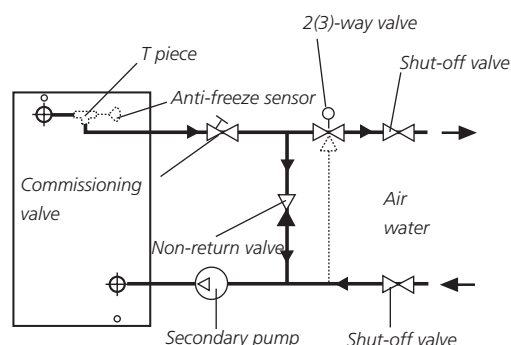 2(3)-way valve
T piece
Shut-off valve
Anti-freeze sensor
Commissioning
valve
Air
water
Non-return valve
Secondary pump
Shut-off valve